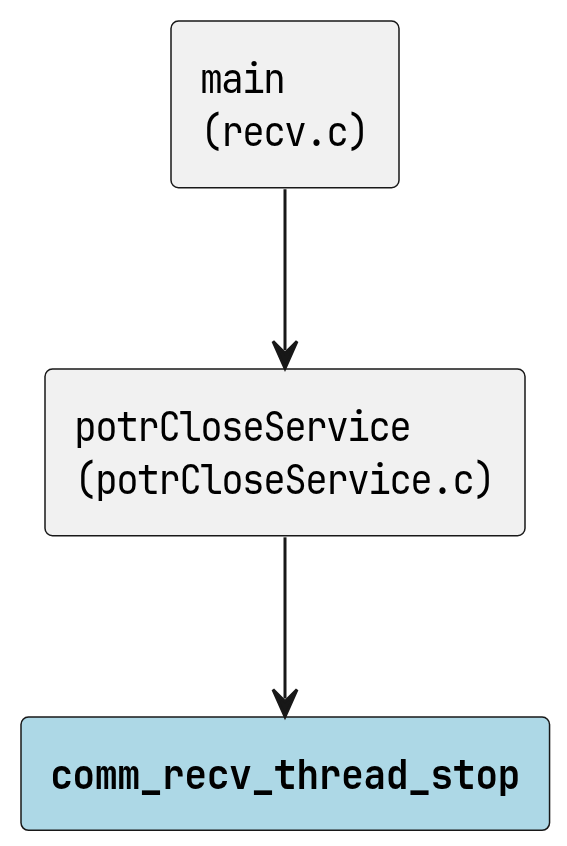 main
(recv.c)
potrCloseService
(potrCloseService.c)
comm_recv_thread_stop